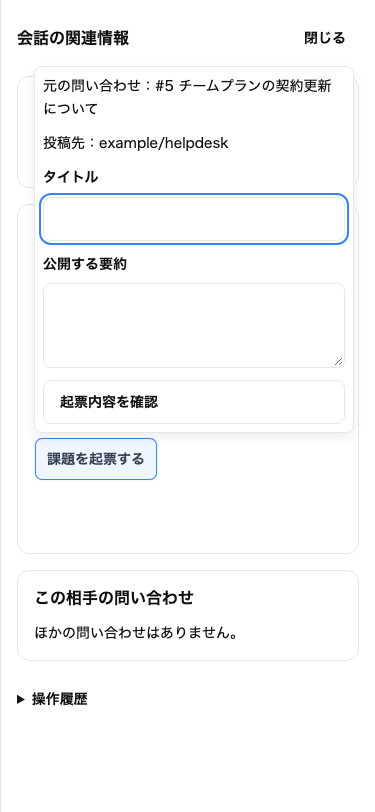 会話の関連情報
閉じる
元の問い合わせ：#5 チームプランの契約更新
について
投稿先：example/helpdesk
タイトル
公開する要約
起票内容を確認
課題を起票する
この相手の問い合わせ
ほかの問い合わせはありません。
▶ 操作履歴